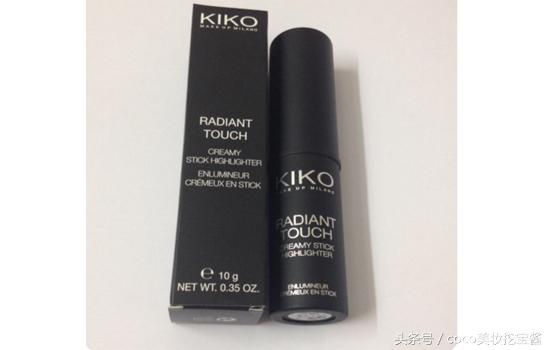 KIKO
MAKE UP MILANO
RADIANT
TOUCH
CREAMY
STICK HIGHLIGHTER
ENLUMINEUR
CRÉMEUX EN STICK
℮ 10 g
NET WT. 0.35 OZ.
KIKO
MAKE UP MILANO
RADIANT
TOUCH
CREAMY STICK
HIGHLIGHTER
ENLUMINEUR
CRÉMEUX EN STICK
头条号 / coco美妆挖宝酱